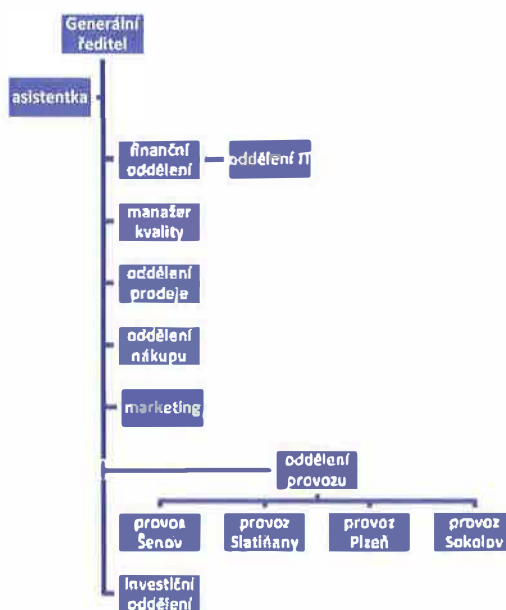 Generální
ředitel
asistentka
finanční
oddělení
oddělení IT
manažer
kvality
oddělení
prodeje
oddělení
nákupu
marketing
oddělení
provozu
provoz
Šenov
provoz
Slatiňany
provoz
Plzeň
provoz
Sokolov
Investiční
oddělení